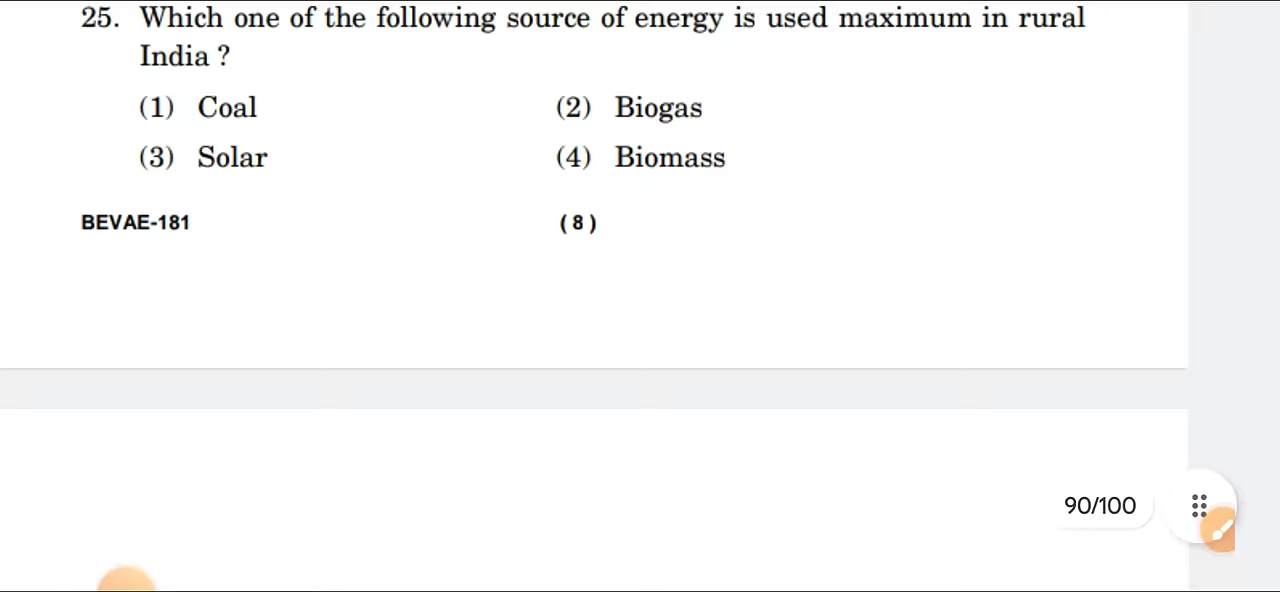 25. Which one of the following source of energy is used maximum in rural
India ?
(1) Coal (2) Biogas
(3) Solar (4) Biomass
BEVAE-181 ( 8 )
90/100